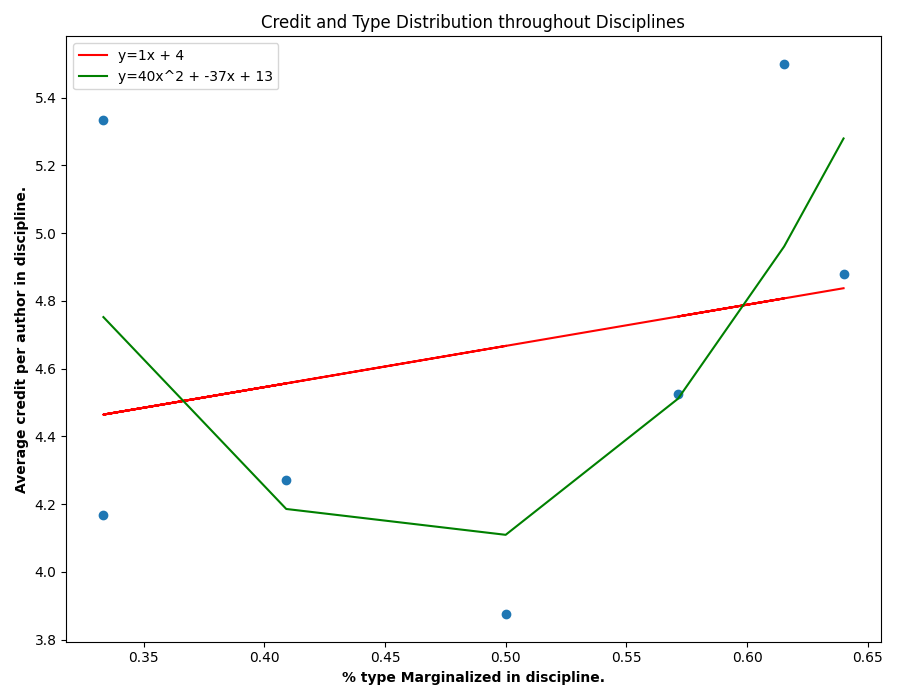 Credit and Type Distribution throughout Disciplines
y=1x + 4
y=40x^2 + -37x + 13
Average credit per author in discipline.
5.4
5.2
5.0
4.8
4.6
4.4
4.2
4.0
3.8
0.35 0.40 0.45 0.50 0.55 0.60 0.65
% type Marginalized in discipline.